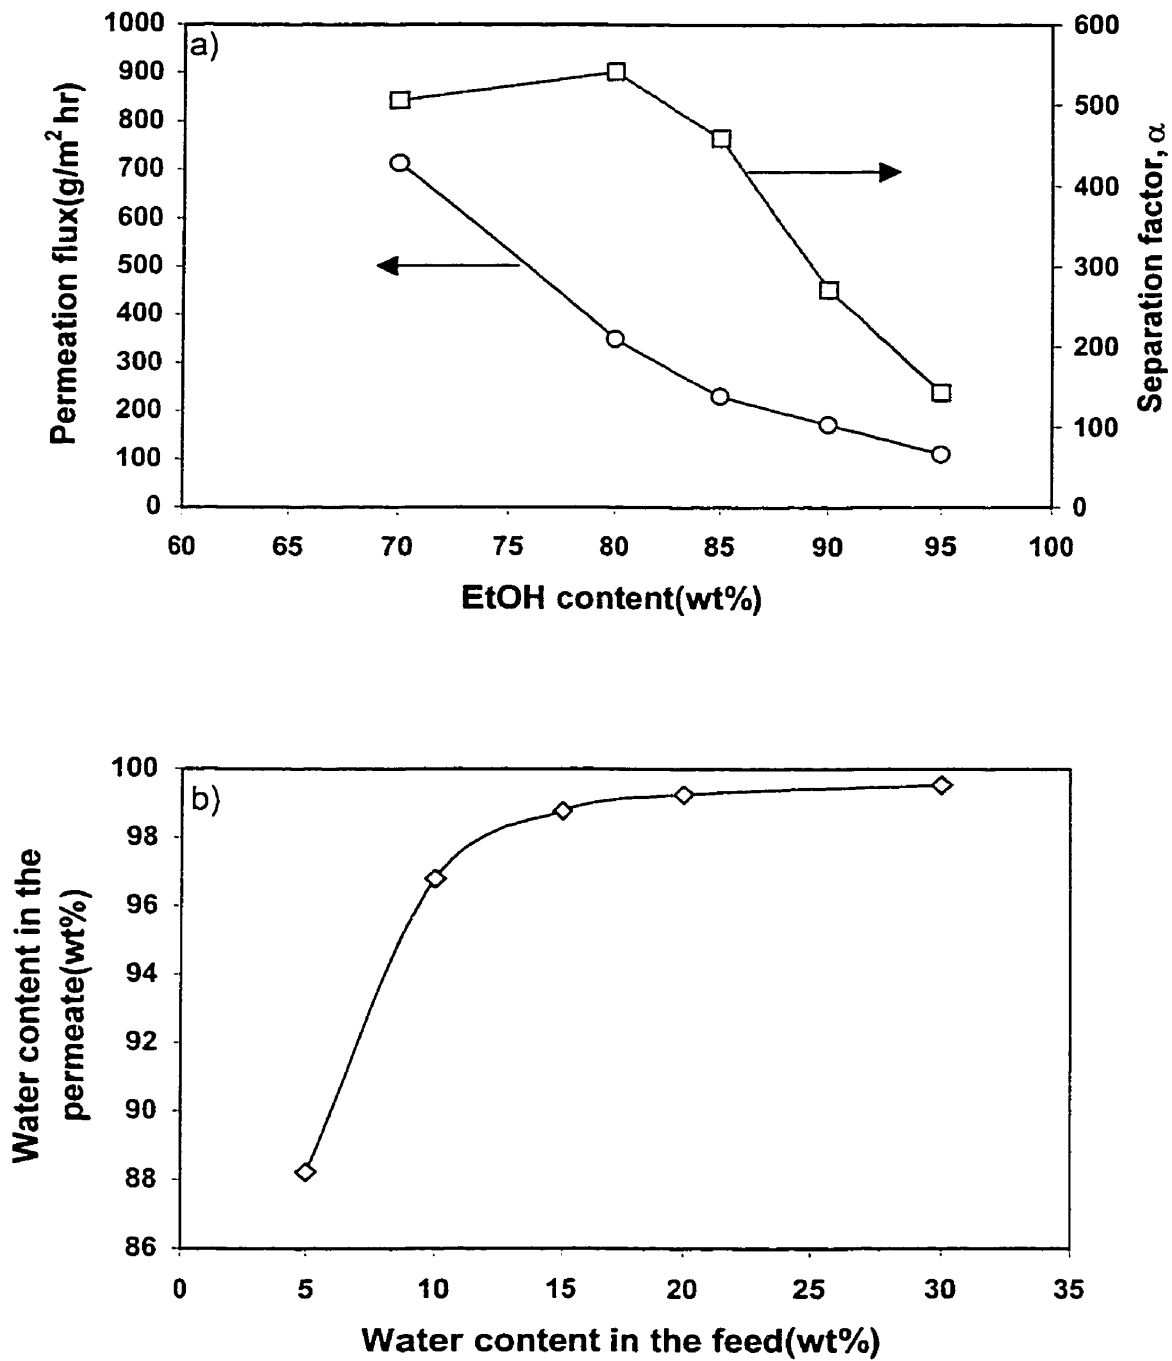 a)
1000
900
800
700
600
500
400
300
200
100
0
Permeation flux(g/m² hr)
600
500
400
300
200
100
0
Separation factor, α
60 65 70 75 80 85 90 95 100
EtOH content(wt%)
b)
100
98
96
94
92
90
88
86
Water content in the
permeate(wt%)
0 5 10 15 20 25 30 35
Water content in the feed(wt%)